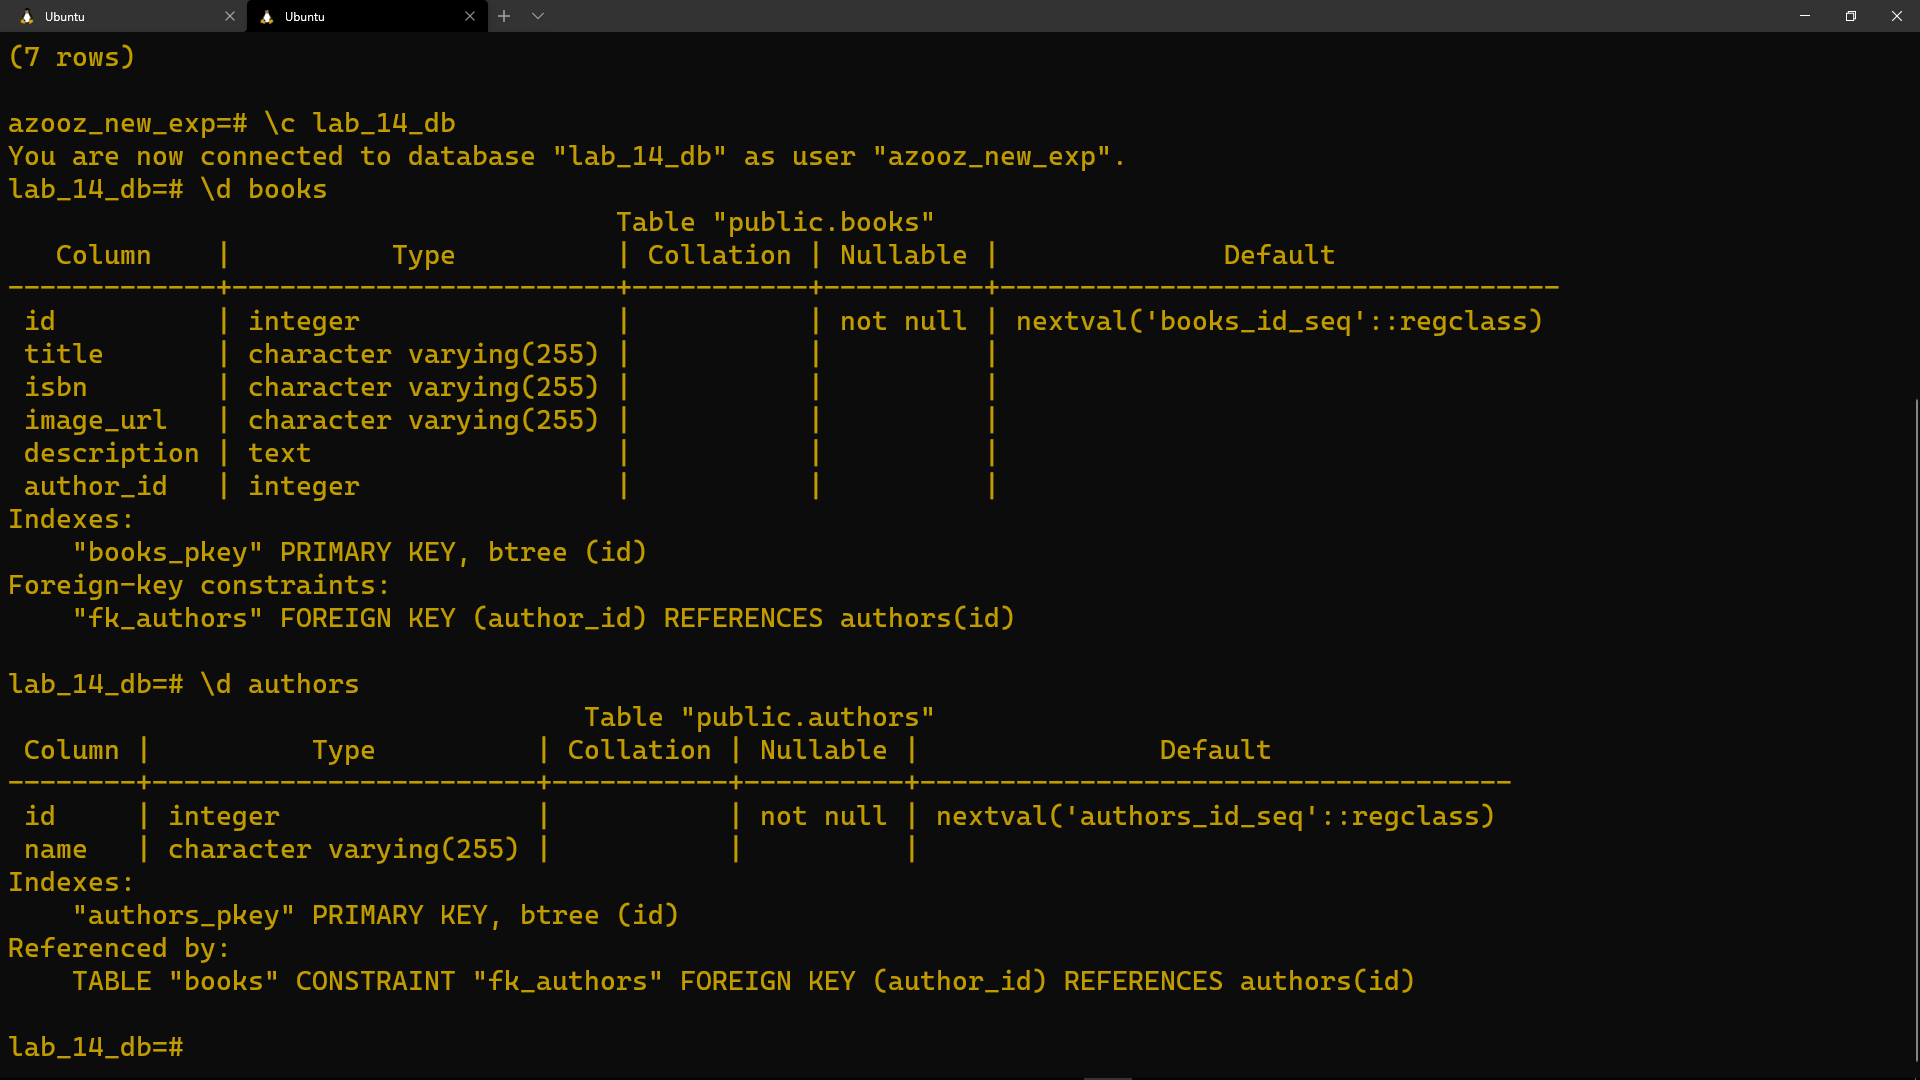 Ubuntu
Ubuntu
(7 rows)
azooz_new_exp=# \c lab_14_db
You are now connected to database "lab_14_db" as user "azooz_new_exp".
lab_14_db=# \d books
                                      Table "public.books"
   Column    |          Type          | Collation | Nullable |              Default
-------------+------------------------+-----------+----------+-----------------------------------
 id          | integer                |           | not null | nextval('books_id_seq'::regclass)
 title       | character varying(255) |           |          |
 isbn        | character varying(255) |           |          |
 image_url   | character varying(255) |           |          |
 description | text                   |           |          |
 author_id   | integer                |           |          |
Indexes:
    "books_pkey" PRIMARY KEY, btree (id)
Foreign-key constraints:
    "fk_authors" FOREIGN KEY (author_id) REFERENCES authors(id)
lab_14_db=# \d authors
                                    Table "public.authors"
 Column |          Type          | Collation | Nullable |               Default
--------+------------------------+-----------+----------+-------------------------------------
 id     | integer                |           | not null | nextval('authors_id_seq'::regclass)
 name   | character varying(255) |           |          |
Indexes:
    "authors_pkey" PRIMARY KEY, btree (id)
Referenced by:
    TABLE "books" CONSTRAINT "fk_authors" FOREIGN KEY (author_id) REFERENCES authors(id)
lab_14_db=#